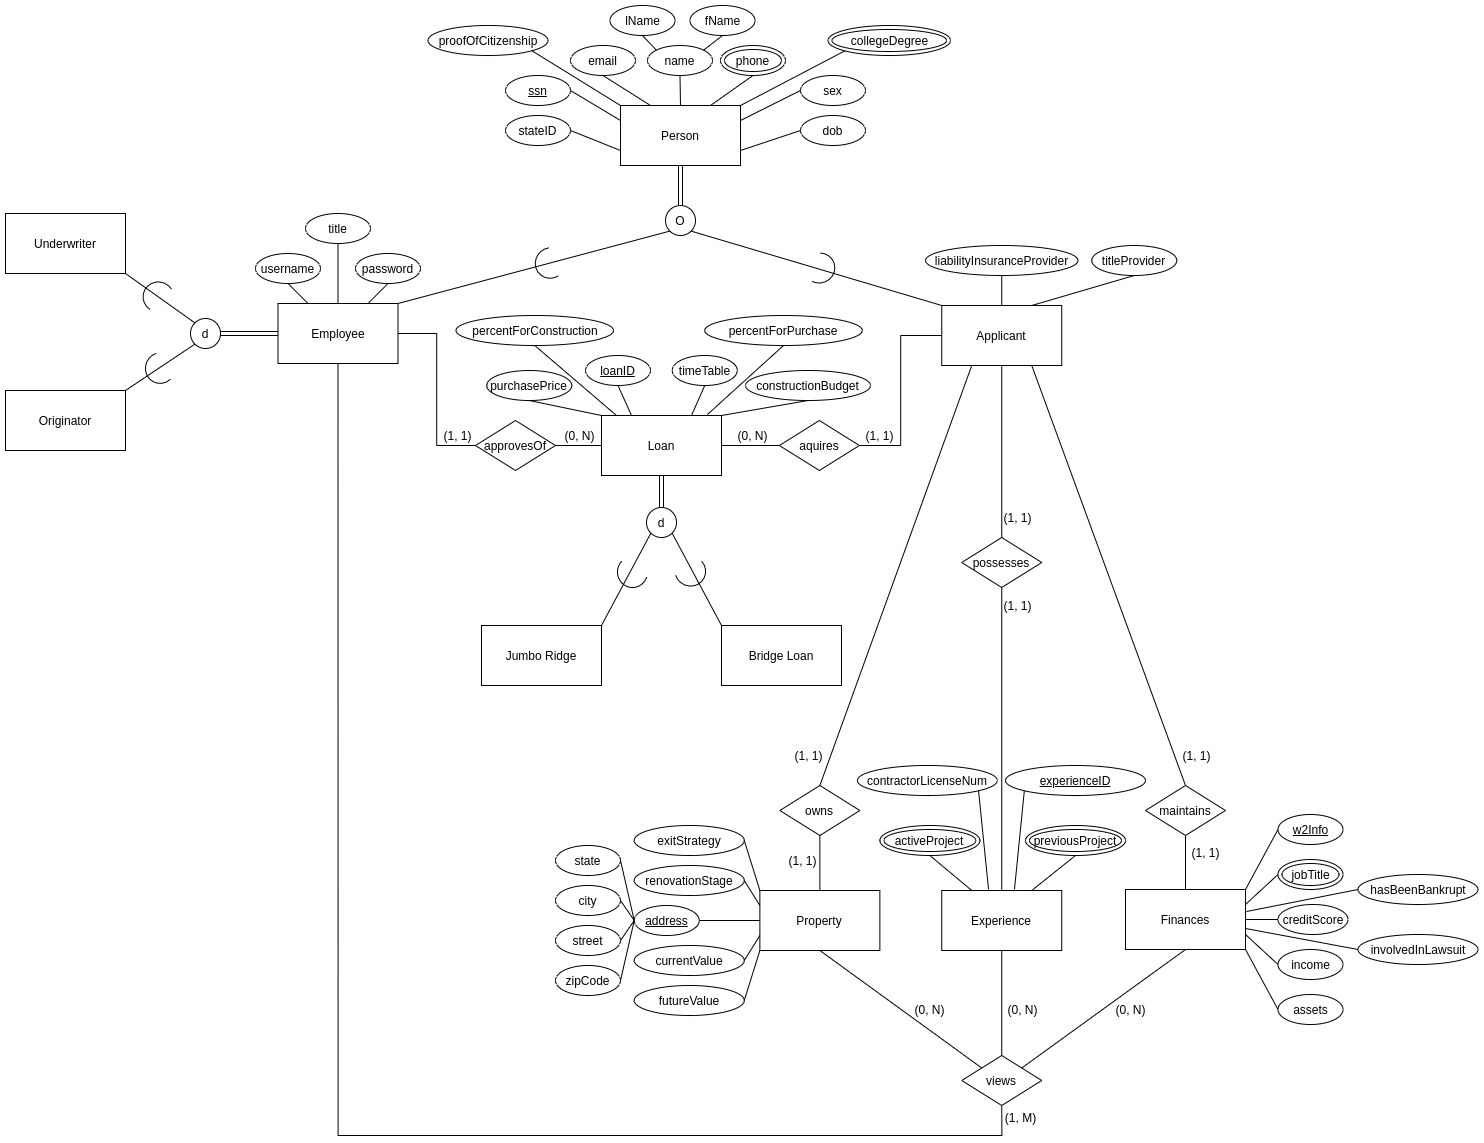 lName
fName
proofOfCitizenship
collegeDegree
email
name
phone
ssn
sex
stateID
dob
Person
O
title
Underwriter
username
password
liabilityInsuranceProvider
titleProvider
d
Employee
percentForConstruction
percentForPurchase
Applicant
loanID
timeTable
purchasePrice
constructionBudget
Originator
(1, 1)
approvesOf
(0, N)
Loan
(0, N)
aquires
(1, 1)
d
(1, 1)
possesses
(1, 1)
Jumbo Ridge
Bridge Loan
(1, 1)
(1, 1)
contractorLicenseNum
experienceID
owns
maintains
exitStrategy
activeProject
previousProject
w2Info
(1, 1)
(1, 1)
state
jobTitle
renovationStage
hasBeenBankrupt
city
address
Property
Experience
Finances
creditScore
street
involvedInLawsuit
currentValue
income
zipCode
futureValue
(0, N)
(0, N)
(0, N)
assets
views
(1, M)